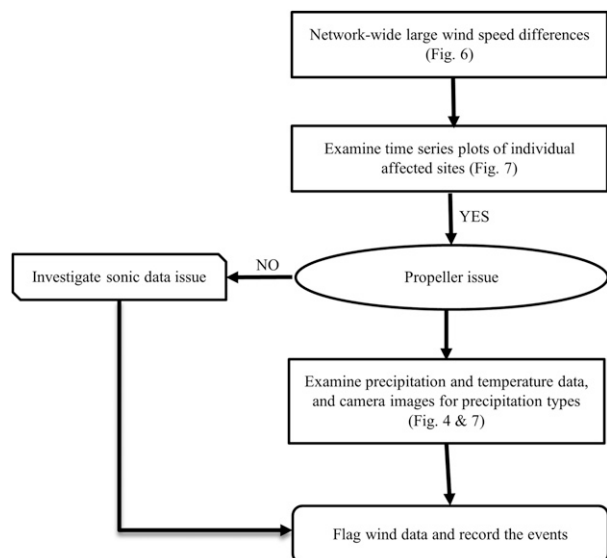 Network-wide large wind speed differences
(Fig. 6)
Examine time series plots of individual
affected sites (Fig. 7)
YES
Investigate sonic data issue
NO
Propeller issue
Examine precipitation and temperature data,
and camera images for precipitation types
(Fig. 4 & 7)
Flag wind data and record the events